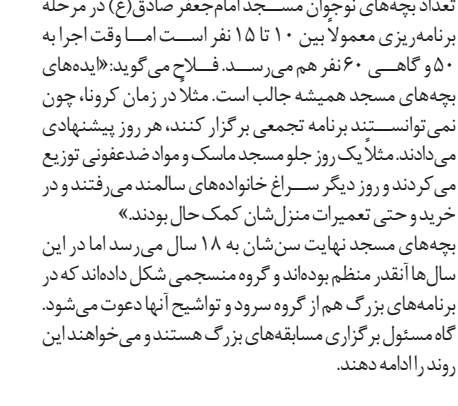 تعداد بچه‌های نوجوان مسجد امام‌جعفر صادق(ع) در مرحله
برنامه‌ریزی معمولاً بین ۱۰ تا ۱۵ نفر است اما وقت اجرا به
۵۰ و گاهی ۶۰ نفر هم می‌رسد. فلاح می‌گوید:«ایده‌های
بچه‌های مسجد همیشه جالب است. مثلاً در زمان کرونا، چون
نمی‌توانستند برنامه تجمعی برگزار کنند، هر روز پیشنهادی
می‌دادند. مثلاً یک روز جلو مسجد ماسک و مواد ضدعفونی توزیع
می‌کردند و روز دیگر سراغ خانواده‌های سالمند می‌رفتند و در
خرید و حتی تعمیرات منزل‌شان کمک حال بودند.»
بچه‌های مسجد نهایت سن‌شان به ۱۸ سال می‌رسد اما در این
سال‌ها آنقدر منظم بوده‌اند و گروه منسجمی شکل داده‌اند که در
برنامه‌های بزرگ هم از گروه سرود و تواشیح آنها دعوت می‌شود.
گاه مسئول برگزاری مسابقه‌های بزرگ هستند و می‌خواهند این
روند را ادامه دهند.